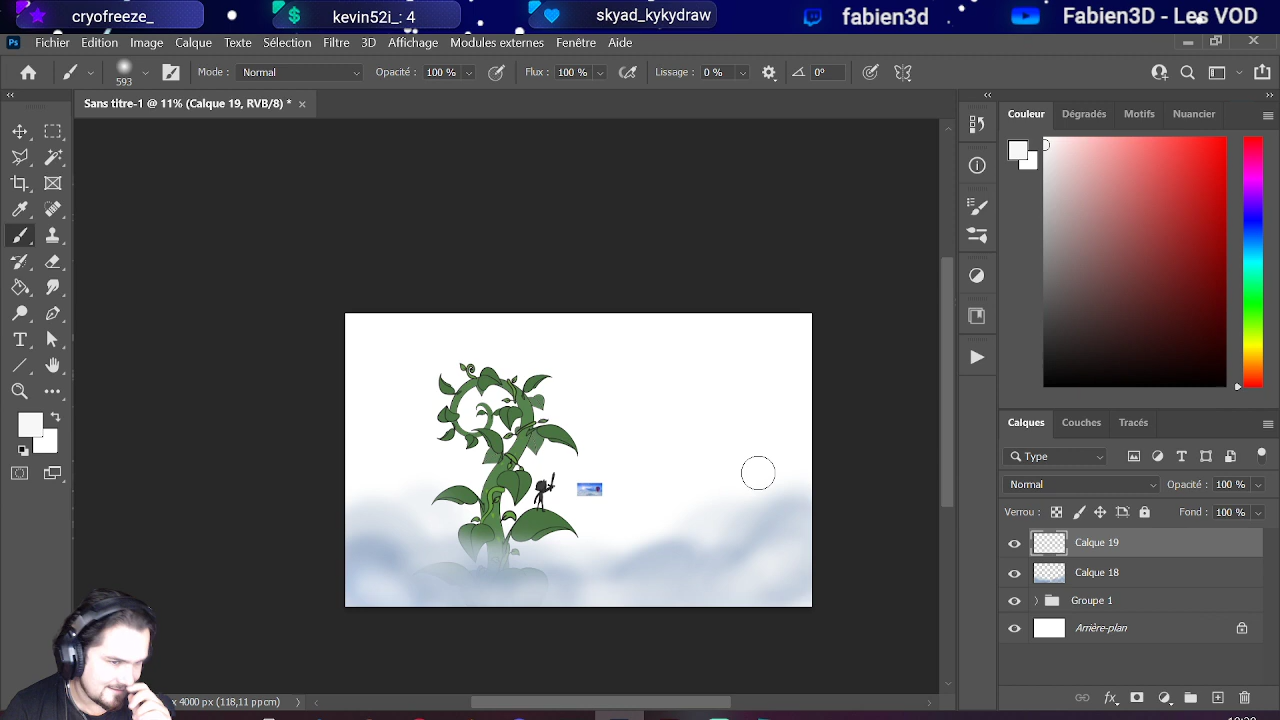 cryofreeze_
kevin52i_: 4
skyad_kykydraw
fabien3d
Fabien3D - Les VOD
Ps Fichier Edition Image Calque Texte Sélection Filtre 3D Affichage Modules externes Fenêtre Aide
593
Mode : Normal
Opacité : 100 %
Flux : 100 %
Lissage : 0 %
0°
Sans titre-1 @ 11% (Calque 19, RVB/8) *
Couleur Dégradés Motifs Nuancier
Calques Couches Tracés
Type
Normal
Opacité : 100 %
Verrou :
Fond : 100 %
Calque 19
Calque 18
Groupe 1
Arrière-plan
x 4000 px (118,11 ppcm)